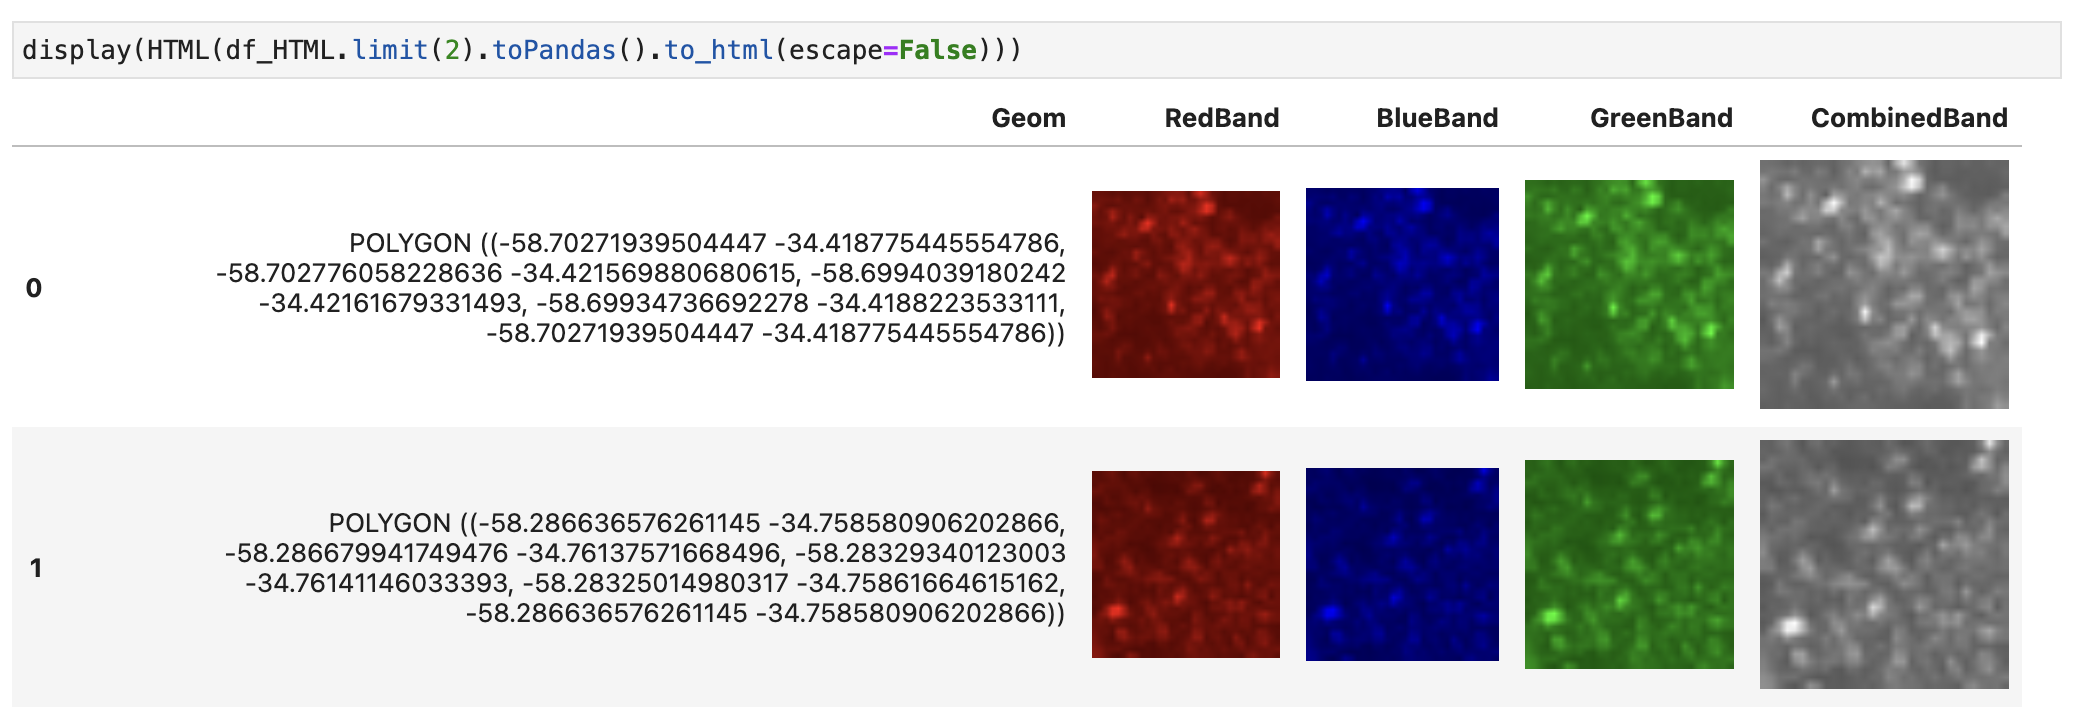 display(HTML(df_HTML.limit(2).toPandas().to_html(escape=False)))
Geom RedBand BlueBand GreenBand CombinedBand
0
POLYGON ((-58.70271939504447 -34.418775445554786,
-58.702776058228636 -34.421569880680615, -58.6994039180242
-34.42161679331493, -58.69934736692278 -34.4188223533111,
-58.70271939504447 -34.418775445554786))
1
POLYGON ((-58.286636576261145 -34.758580906202866,
-58.286679941749476 -34.76137571668496, -58.28329340123003
-34.76141146033393, -58.28325014980317 -34.75861664615162,
-58.286636576261145 -34.758580906202866))